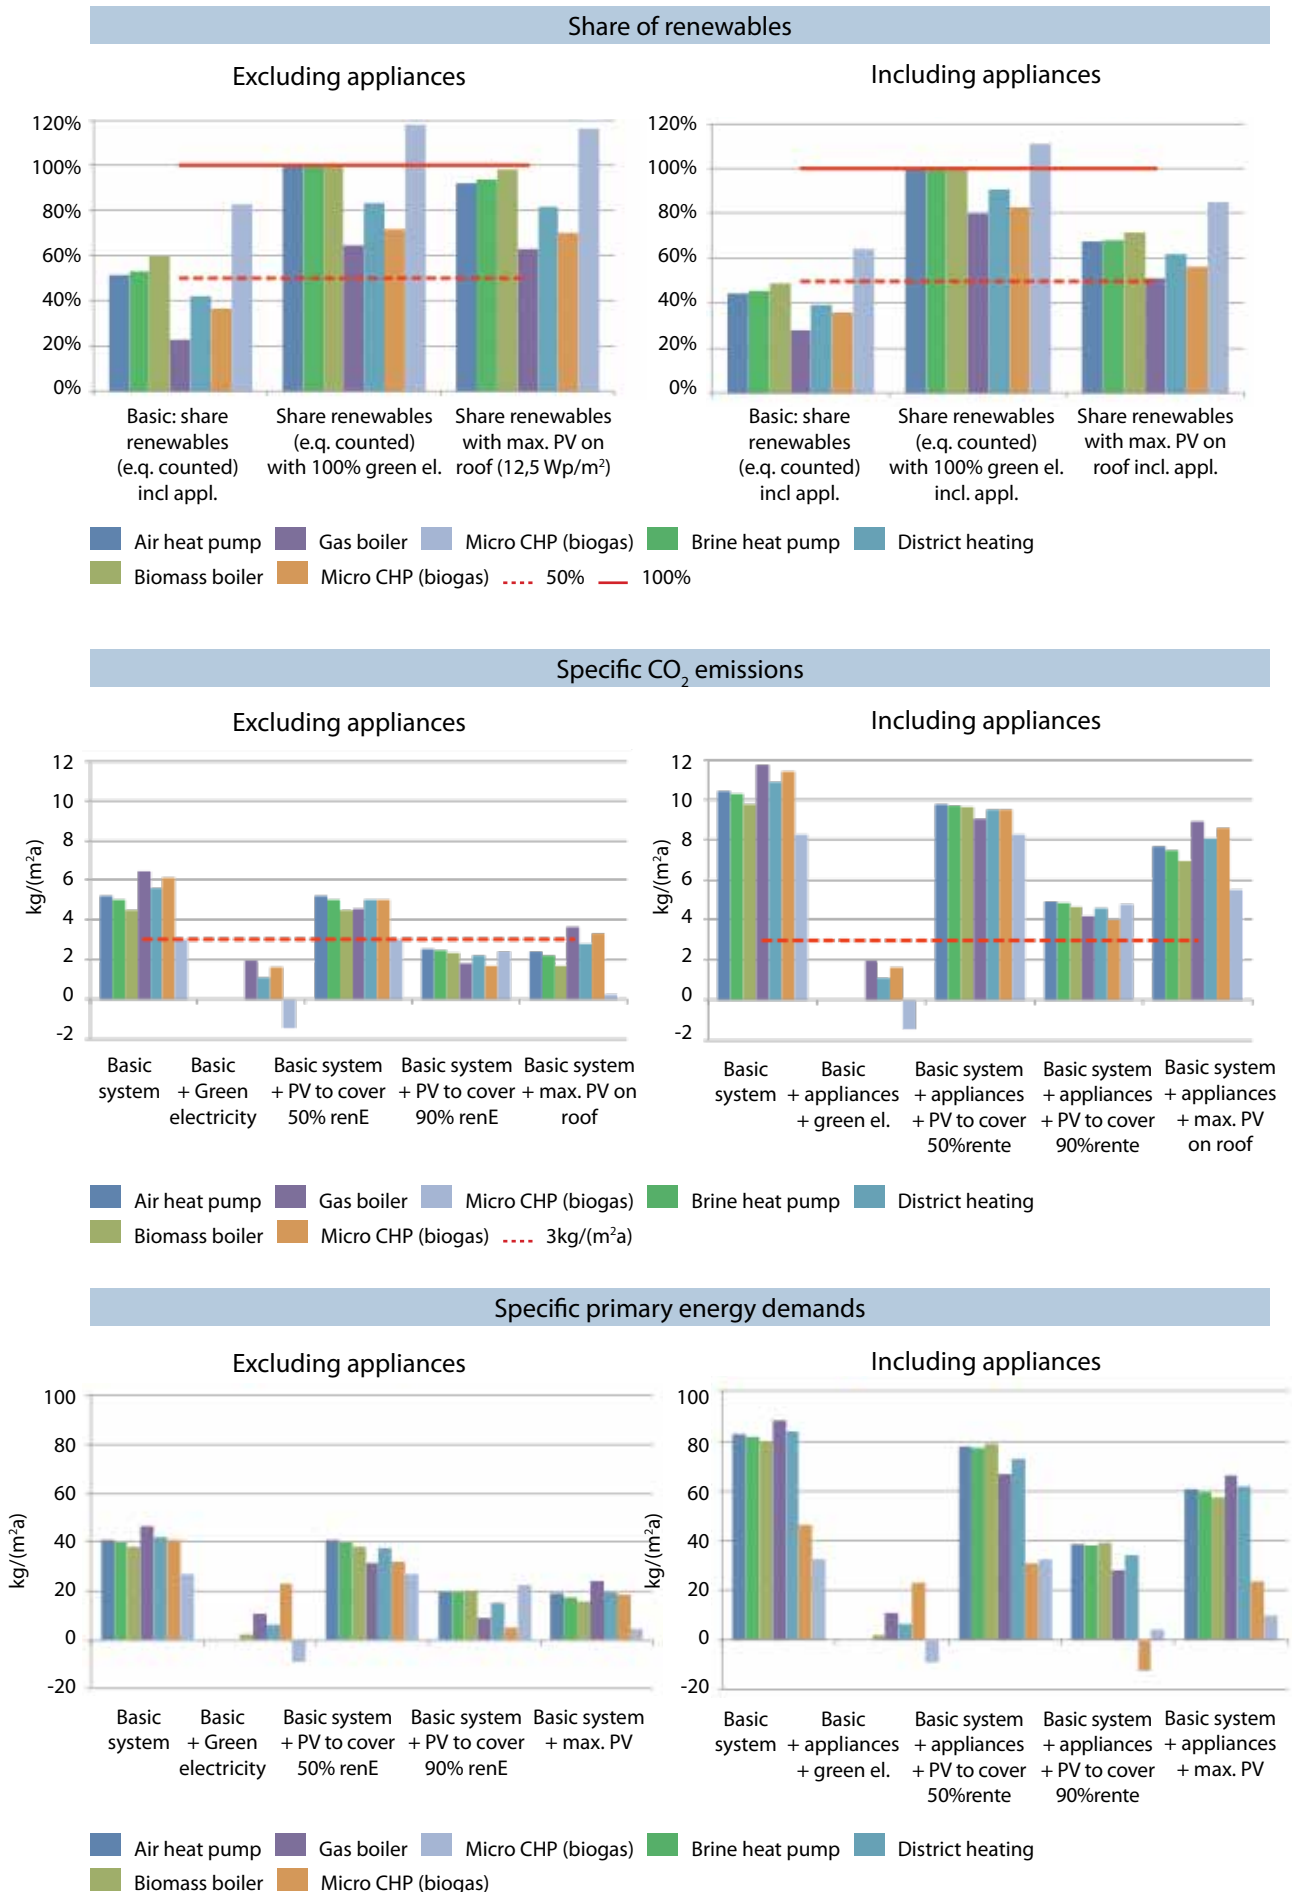 Share of renewables
Excluding appliances
Including appliances
120%
100%
80%
60%
40%
20%
0%
Basic: share
renewables
(e.q. counted)
incl appl.
Share renewables
(e.q. counted)
with 100% green el.
Share renewables
with max. PV on
roof (12,5 Wp/m²)
120%
100%
80%
60%
40%
20%
0%
Basic: share
renewables
(e.q. counted)
incl appl.
Share renewables
(e.q. counted)
with 100% green el.
incl. appl.
Share renewables
with max. PV on
roof incl. appl.
Air heat pump Gas boiler Micro CHP (biogas) Brine heat pump District heating
Biomass boiler Micro CHP (biogas) 50% 100%
Specific CO₂ emissions
Excluding appliances
Including appliances
kg/(m²a)
12
10
8
6
4
2
0
-2
Basic
system
Basic
+ Green
electricity
Basic system
+ PV to cover
50% renE
Basic system
+ PV to cover
90% renE
Basic system
+ max. PV on
roof
kg/(m²a)
12
10
8
6
4
2
0
-2
Basic
system
Basic
+ appliances
+ green el.
Basic system
+ appliances
+ PV to cover
50%rente
Basic system
+ appliances
+ PV to cover
90%rente
Basic system
+ appliances
+ max. PV
on roof
Air heat pump Gas boiler Micro CHP (biogas) Brine heat pump District heating
Biomass boiler Micro CHP (biogas) 3kg/(m²a)
Specific primary energy demands
Excluding appliances
Including appliances
kg/(m²a)
100
80
60
40
20
0
-20
Basic
system
Basic
+ Green
electricity
Basic system
+ PV to cover
50% renE
Basic system
+ PV to cover
90% renE
Basic system
+ max. PV
kg/(m²a)
100
80
60
40
20
0
-20
Basic
system
Basic
+ appliances
+ green el.
Basic system
+ appliances
+ PV to cover
50%rente
Basic system
+ appliances
+ PV to cover
90%rente
Basic system
+ appliances
+ max. PV
Air heat pump Gas boiler Micro CHP (biogas) Brine heat pump District heating
Biomass boiler Micro CHP (biogas)